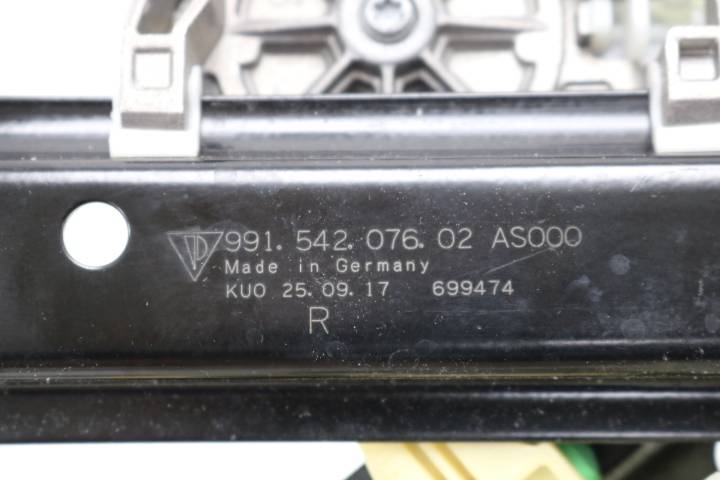 991. 542. 076. 02 AS000
Made in Germany
KUO 25. 09. 17 699474
R